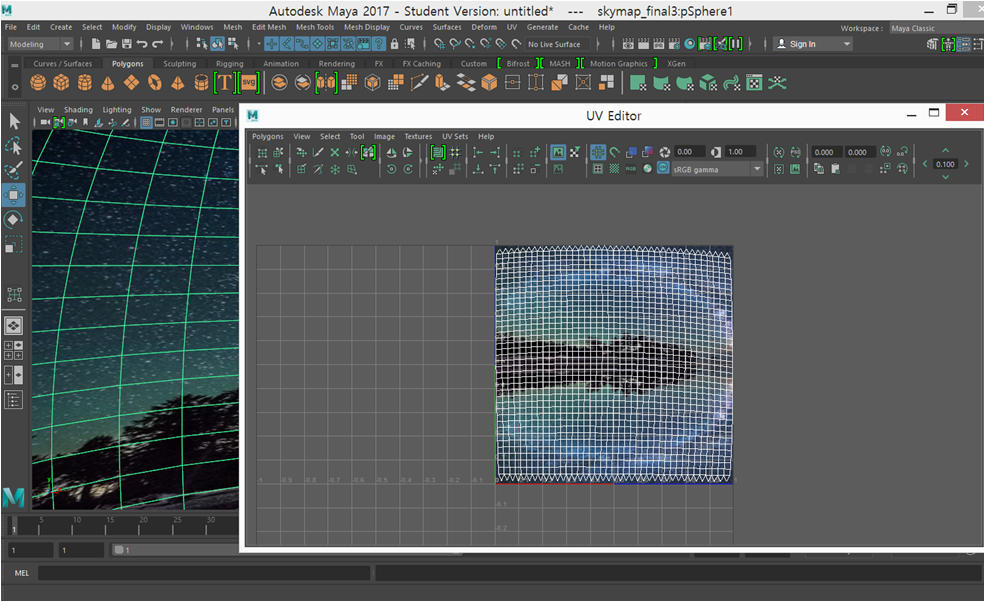 Autodesk Maya 2017 - Student Version: untitled* --- skymap_final3:pSphere1
File Edit Create Select Modify Display Windows Mesh Edit Mesh Mesh Tools Mesh Display Curves Surfaces Deform UV Generate Cache Help Workspace : Maya Classic
Modeling No Live Surface Sign In
Curves / Surfaces Polygons Sculpting Rigging Animation Rendering FX FX Caching Custom Bifrost MASH Motion Graphics XGen
T SVG
View Shading Lighting Show Renderer Panels
UV Editor
Polygons View Select Tool Image Textures UV Sets Help
0.00 1.00 0.000 0.000
RGB sRGB gamma 0.100
-0.9 -0.8 -0.7 -0.6 -0.5 -0.4 -0.3 -0.2 -0.1
-0.1
-0.2
1 5 10 15 20 25 30
1 1 1
MEL